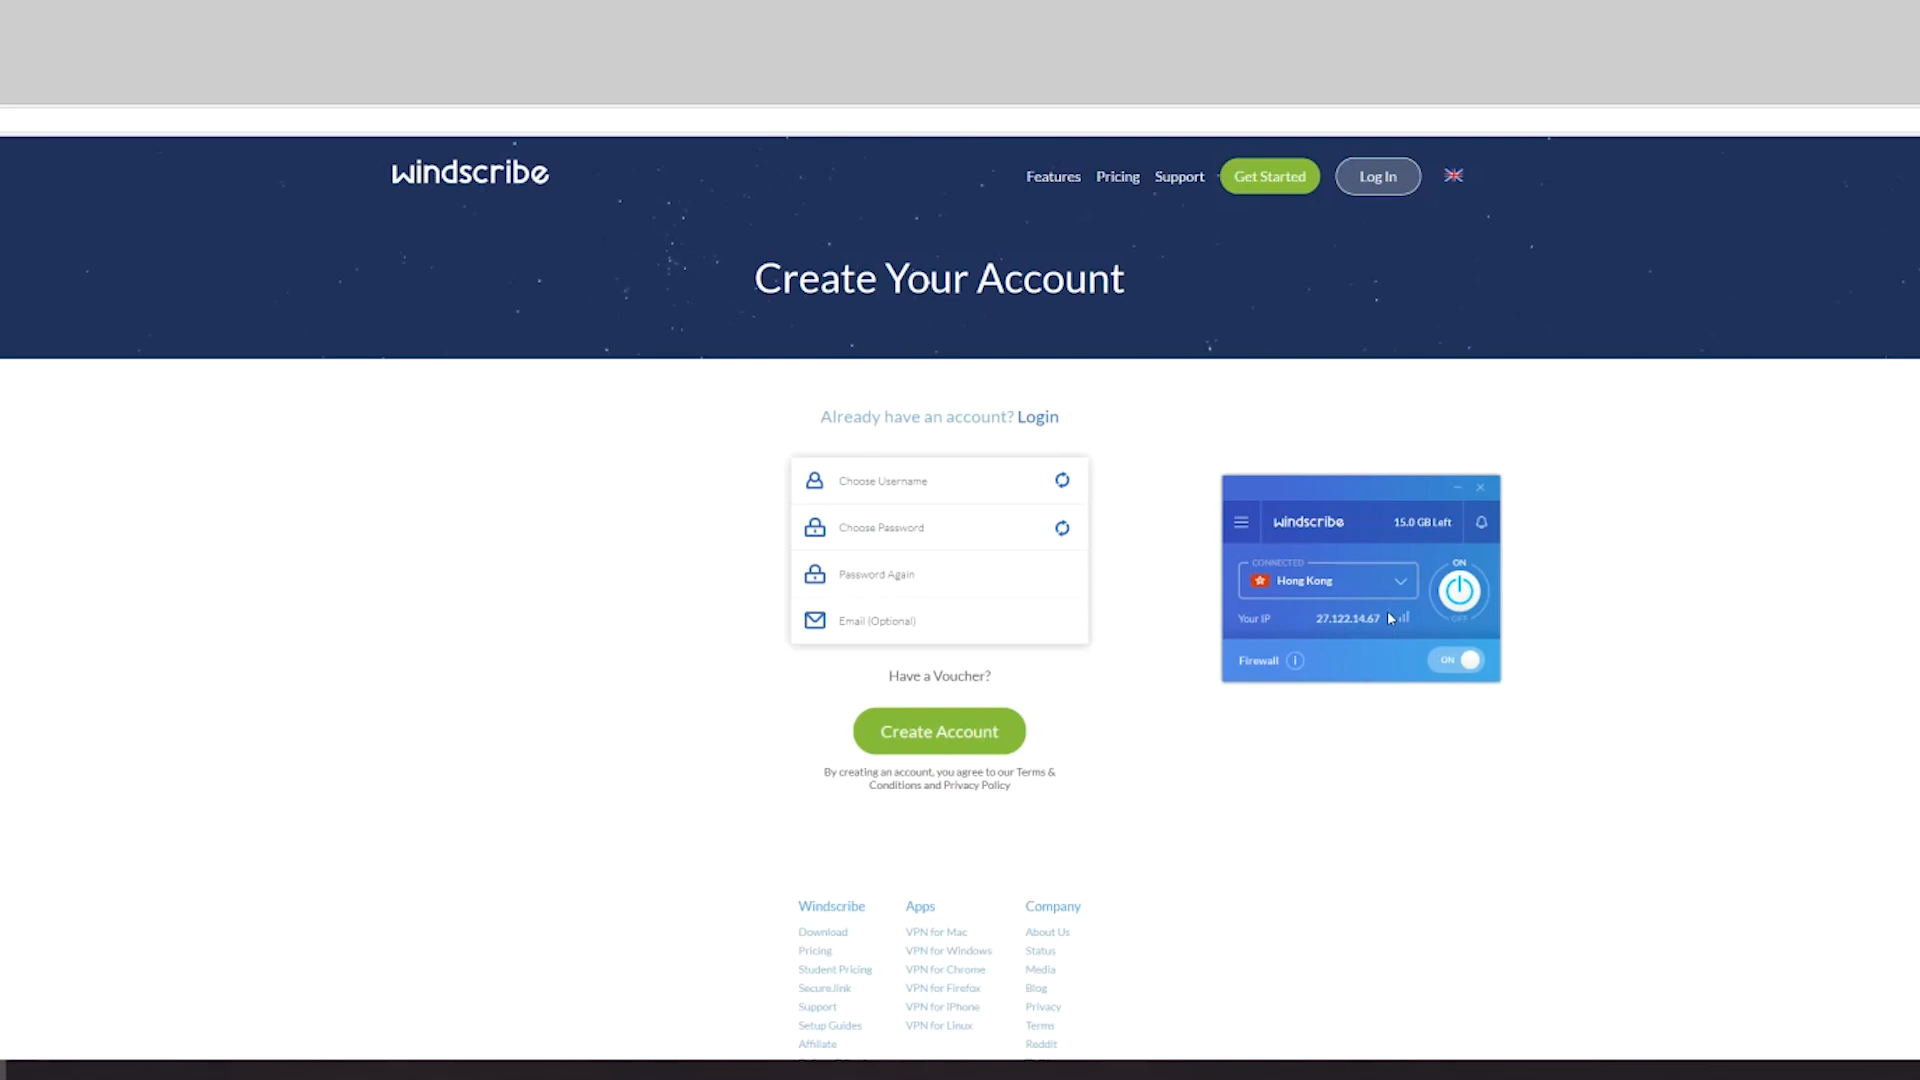 windscribe
Features
Pricing
Support
Get Started
Log In
Create Your Account
Already have an account? Login
Choose Username
Choose Password
Password Again
Email (Optional)
Have a Voucher?
Create Account
By creating an account, you agree to our Terms &
Conditions and Privacy Policy
windscribe
15.0 GB Left
CONNECTED
Hong Kong
ON
OFF
Your IP
27.122.14.67
Firewall
i
ON
Windscribe
Download
Pricing
Student Pricing
Secure.link
Support
Setup Guides
Affiliate
Apps
VPN for Mac
VPN for Windows
VPN for Chrome
VPN for Firefox
VPN for iPhone
VPN for Linux
Company
About Us
Status
Media
Blog
Privacy
Terms
Reddit